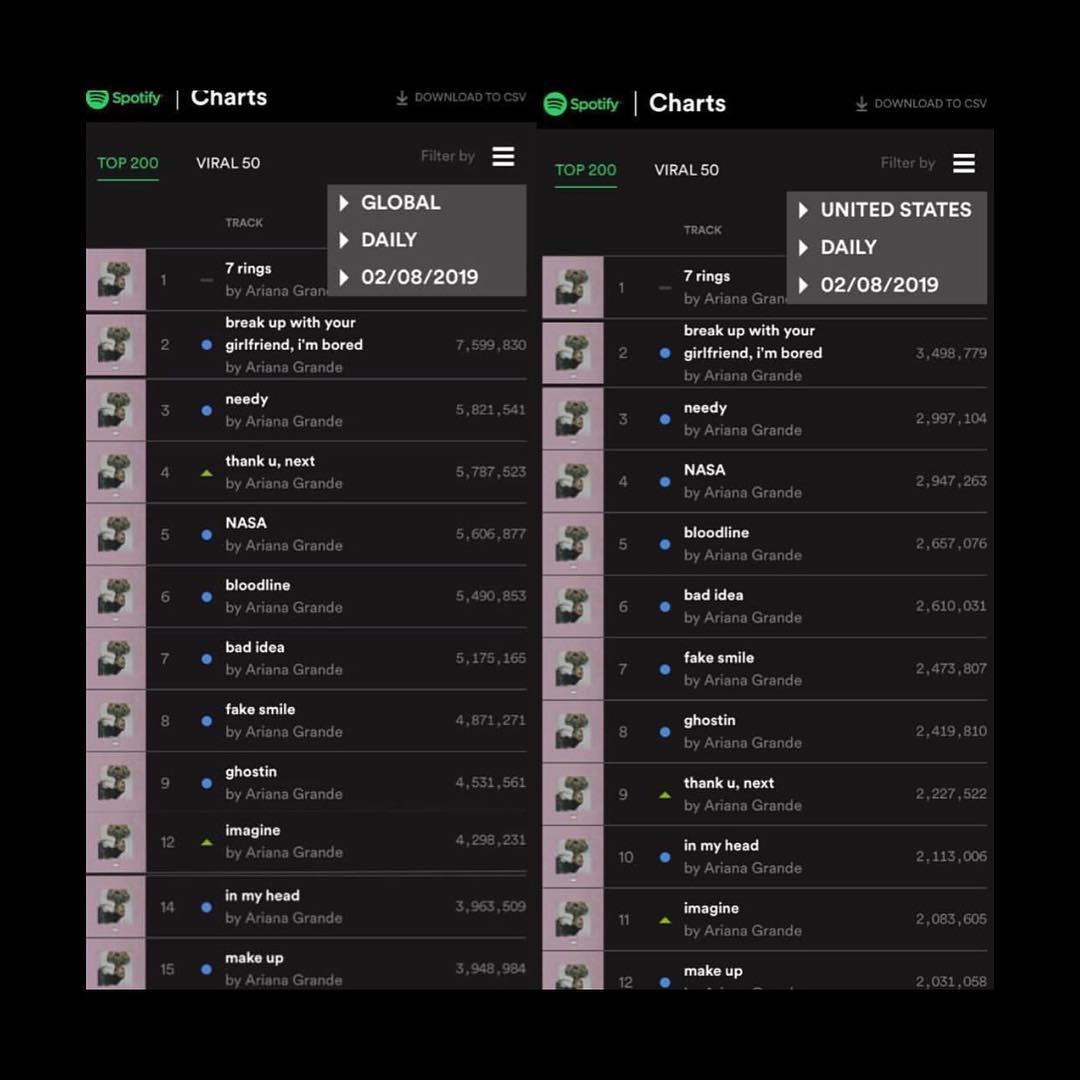 Spotify | Charts
DOWNLOAD TO CSV
TOP 200
VIRAL 50
Filter by
GLOBAL
DAILY
02/08/2019
TRACK
1
7 rings
by Ariana Gran
2
break up with your
girlfriend, i'm bored
7,599,830
by Ariana Grande
3
needy
5,821,541
by Ariana Grande
4
thank u, next
5,787,523
by Ariana Grande
5
NASA
5,606,877
by Ariana Grande
6
bloodline
5,490,853
by Ariana Grande
7
bad idea
5,175,165
by Ariana Grande
8
fake smile
4,871,271
by Ariana Grande
9
ghostin
4,531,561
by Ariana Grande
12
imagine
4,298,231
by Ariana Grande
14
in my head
3,963,509
by Ariana Grande
15
make up
3,948,984
by Ariana Grande
Spotify | Charts
DOWNLOAD TO CSV
TOP 200
VIRAL 50
Filter by
UNITED STATES
DAILY
02/08/2019
TRACK
1
7 rings
by Ariana Gran
2
break up with your
girlfriend, i'm bored
3,498,779
by Ariana Grande
3
needy
2,997,104
by Ariana Grande
4
NASA
2,947,263
by Ariana Grande
5
bloodline
2,657,076
by Ariana Grande
6
bad idea
2,610,031
by Ariana Grande
7
fake smile
2,473,807
by Ariana Grande
8
ghostin
2,419,810
by Ariana Grande
9
thank u, next
2,227,522
by Ariana Grande
10
in my head
2,113,006
by Ariana Grande
11
imagine
2,083,605
by Ariana Grande
12
make up
2,031,058